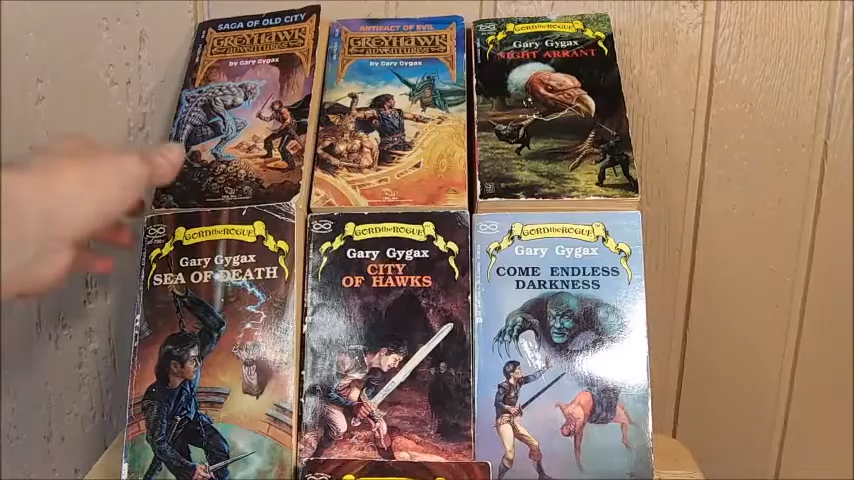 SAGA OF OLD CITY
GREYHAWK
ADVENTURES
by Gary Gygax
ARTIFACT OF EVIL
GREYHAWK
ADVENTURES
by Gary Gygax
GORD the ROGUE
Gary Gygax
NIGHT ARRANT
GORD the ROGUE
Gary Gygax
SEA OF DEATH
GORD the ROGUE
Gary Gygax
CITY
OF HAWKS
GORD the ROGUE
Gary Gygax
COME ENDLESS
DARKNESS